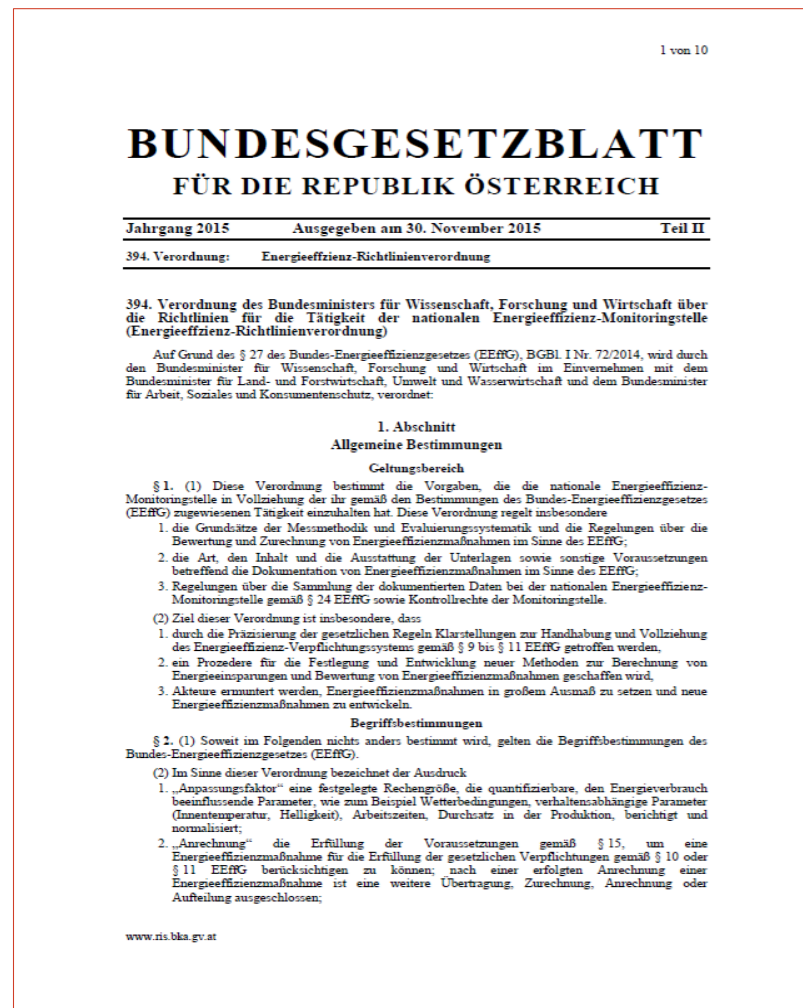 1 von 10
BUNDESGESETZBLATT
FÜR DIE REPUBLIK ÖSTERREICH
Jahrgang 2015 Ausgegeben am 30. November 2015 Teil II
394. Verordnung: Energieeffzienz-Richtlinienverordnung
394. Verordnung des Bundesministers für Wissenschaft, Forschung und Wirtschaft über
die Richtlinien für die Tätigkeit der nationalen Energieeffizienz-Monitoringstelle
(Energieeffzienz-Richtlinienverordnung)
Auf Grund des § 27 des Bundes-Energieeffizienzgesetzes (EEffG), BGBl. I Nr. 72/2014, wird durch
den Bundesminister für Wissenschaft, Forschung und Wirtschaft im Einvernehmen mit dem
Bundesminister für Land- und Forstwirtschaft, Umwelt und Wasserwirtschaft und dem Bundesminister
für Arbeit, Soziales und Konsumentenschutz, verordnet:
1. Abschnitt
Allgemeine Bestimmungen
Geltungsbereich
§ 1. (1) Diese Verordnung bestimmt die Vorgaben, die die nationale Energieeffizienz-
Monitoringstelle in Vollziehung der ihr gemäß den Bestimmungen des Bundes-Energieeffizienzgesetzes
(EEffG) zugewiesenen Tätigkeit einzuhalten hat. Diese Verordnung regelt insbesondere
1. die Grundsätze der Messmethodik und Evaluierungssystematik und die Regelungen über die
Bewertung und Zurechnung von Energieeffizienzmaßnahmen im Sinne des EEffG;
2. die Art, den Inhalt und die Ausstattung der Unterlagen sowie sonstige Voraussetzungen
betreffend die Dokumentation von Energieeffizienzmaßnahmen im Sinne des EEffG;
3. Regelungen über die Sammlung der dokumentierten Daten bei der nationalen Energieeffizienz-
Monitoringstelle gemäß § 24 EEffG sowie Kontrollrechte der Monitoringstelle.
(2) Ziel dieser Verordnung ist insbesondere, dass
1. durch die Präzisierung der gesetzlichen Regeln Klarstellungen zur Handhabung und Vollziehung
des Energieeffizienz-Verpflichtungssystems gemäß § 9 bis § 11 EEffG getroffen werden,
2. ein Prozedere für die Festlegung und Entwicklung neuer Methoden zur Berechnung von
Energieeinsparungen und Bewertung von Energieeffizienzmaßnahmen geschaffen wird,
3. Akteure ermuntert werden, Energieeffizienzmaßnahmen in großem Ausmaß zu setzen und neue
Energieeffizienzmaßnahmen zu entwickeln.
Begriffsbestimmungen
§ 2. (1) Soweit im Folgenden nichts anders bestimmt wird, gelten die Begriffsbestimmungen des
Bundes-Energieeffizienzgesetzes (EEffG).
(2) Im Sinne dieser Verordnung bezeichnet der Ausdruck
1. „Anpassungsfaktor“ eine festgelegte Rechengröße, die quantifizierbare, den Energieverbrauch
beeinflussende Parameter, wie zum Beispiel Wetterbedingungen, verhaltensabhängige Parameter
(Innentemperatur, Helligkeit), Arbeitszeiten, Durchsatz in der Produktion, berichtigt und
normalisiert;
2. „Anrechnung“ die Erfüllung der Voraussetzungen gemäß § 15, um eine
Energieeffizienzmaßnahme für die Erfüllung der gesetzlichen Verpflichtungen gemäß § 10 oder
§ 11 EEffG berücksichtigen zu können; nach einer erfolgten Anrechnung einer
Energieeffizienzmaßnahme ist eine weitere Übertragung, Zurechnung, Anrechnung oder
Aufteilung ausgeschlossen;
www.ris.bka.gv.at